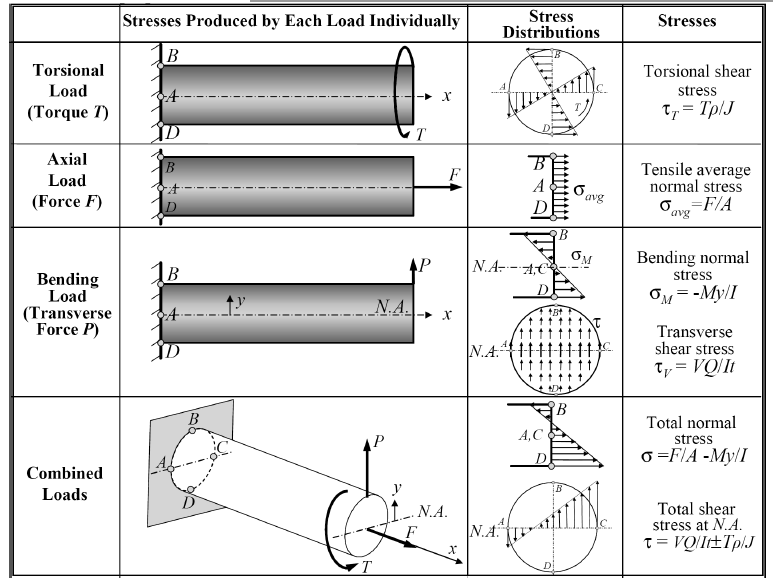 Stresses Produced by Each Load Individually
Stress
Distributions
Stresses
Torsional
Load
(Torque T)
B
A
D
x
T
B
A
C
D
T
Torsional shear
stress
τT = Tρ/J
Axial
Load
(Force F)
B
A
D
F
B
A
D
σavg
Tensile average
normal stress
σavg=F/A
Bending
Load
(Transverse
Force P)
B
A
D
y
P
N.A.
x
B
σM
N.A.
A,C
D
B
τ
N.A.
A
C
D
Bending normal
stress
σM = -My/I
Transverse
shear stress
τV = VQ/It
Combined
Loads
B
C
A
D
P
y
N.A.
F
x
T
B
A,C
D
B
A
C
N.A.
D
Total normal
stress
σ =F/A -My/I
Total shear
stress at N.A.
τ = VQ/It±Tρ/J